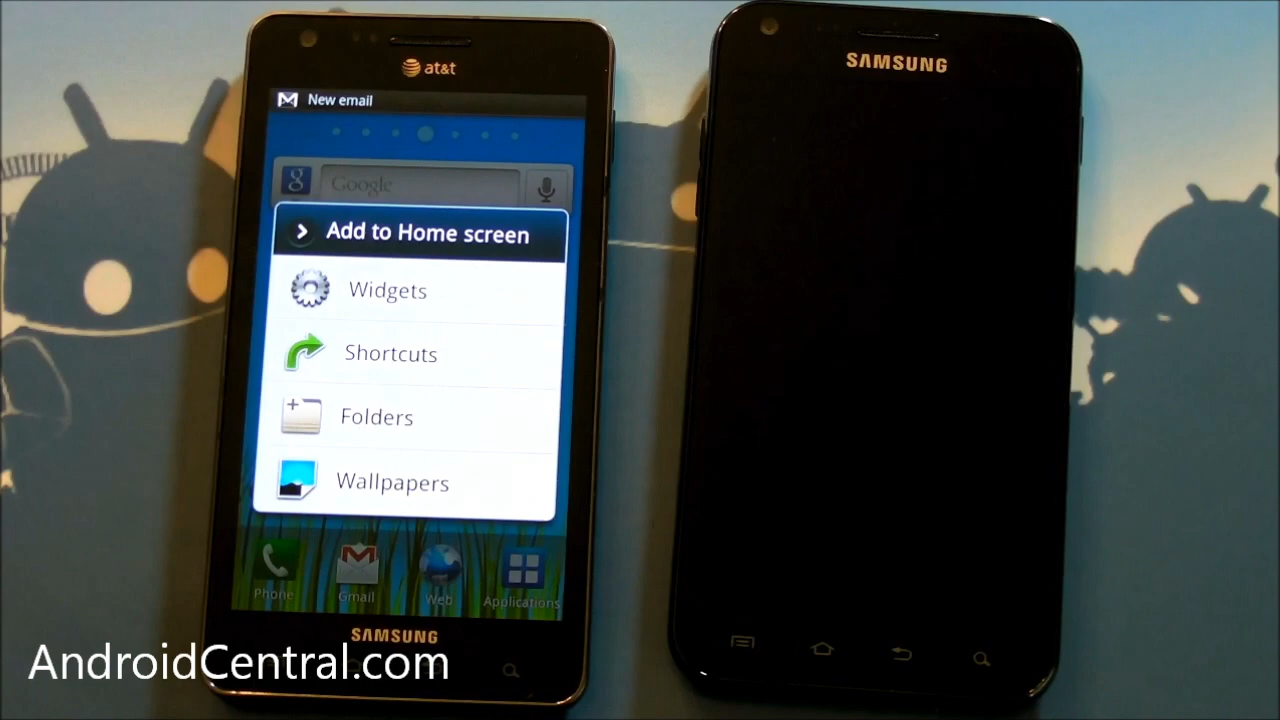 at&t
SAMSUNG
New email
g Google
Add to Home screen
Widgets
Shortcuts
Folders
Wallpapers
Phone Gmail Web Applications
SAMSUNG
AndroidCentral.com